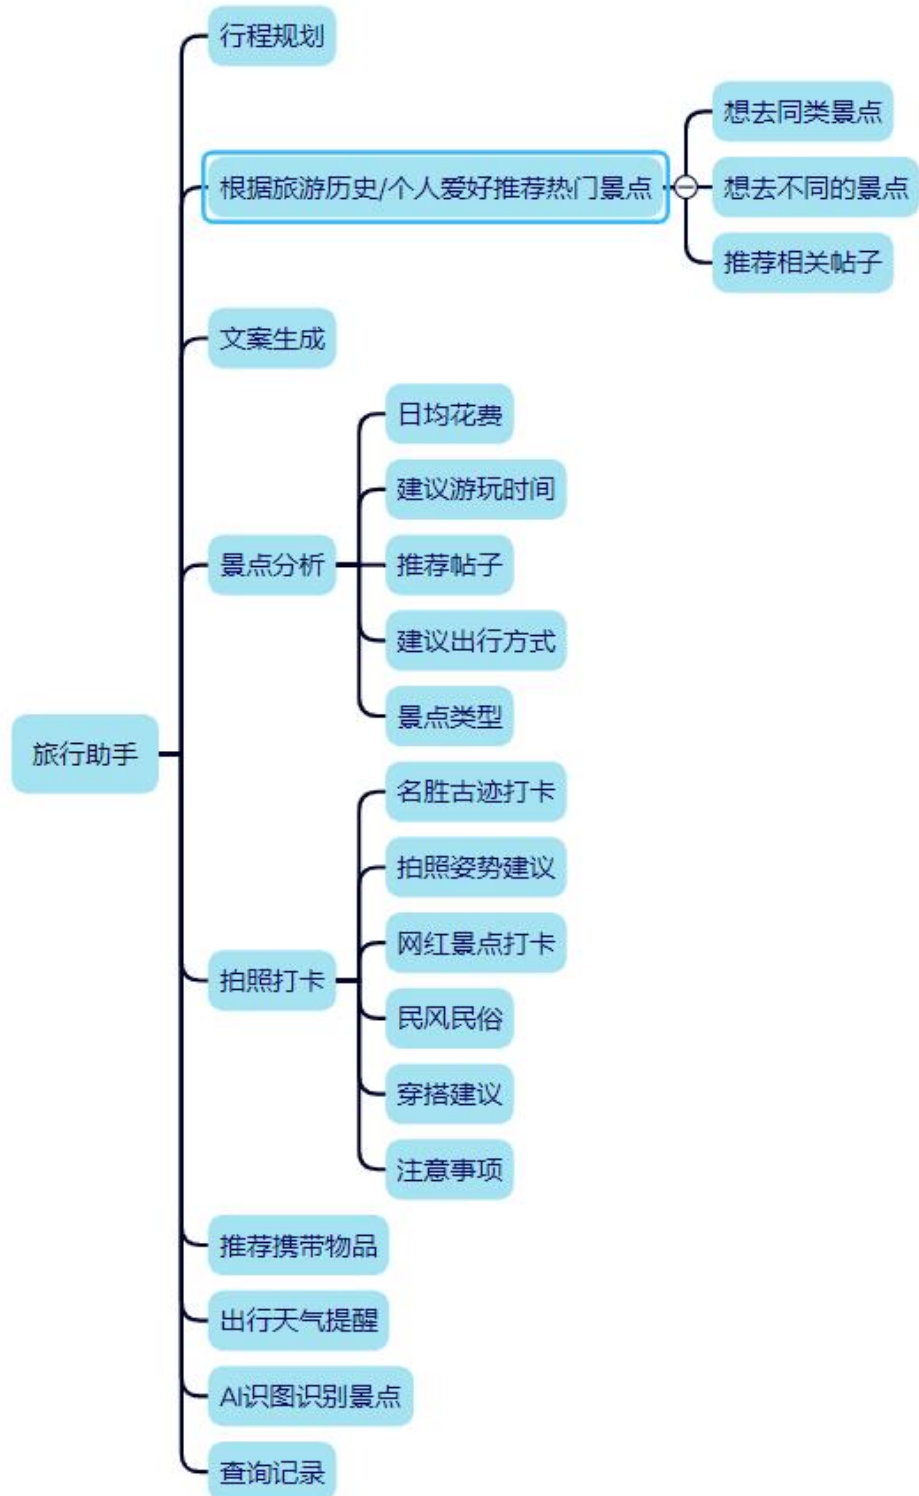 行程规划
想去同类景点
根据旅游历史/个人爱好推荐热门景点
想去不同的景点
推荐相关帖子
文案生成
日均花费
建议游玩时间
景点分析
推荐帖子
建议出行方式
景点类型
旅行助手
名胜古迹打卡
拍照姿势建议
网红景点打卡
拍照打卡
民风民俗
穿搭建议
注意事项
推荐携带物品
出行天气提醒
AI识图识别景点
查询记录